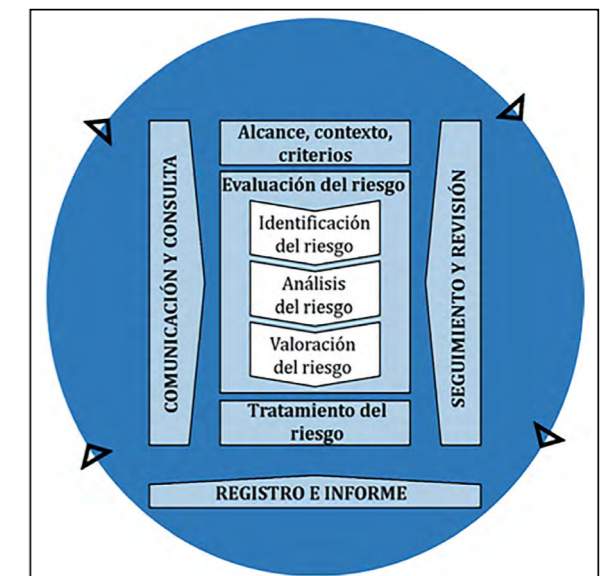 Alcance, contexto,
criterios
Evaluación del riesgo
Identificación
del riesgo
Análisis
del riesgo
Valoración
del riesgo
Tratamiento del
riesgo
COMUNICACIÓN Y CONSULTA
SEGUIMIENTO Y REVISIÓN
REGISTRO E INFORME